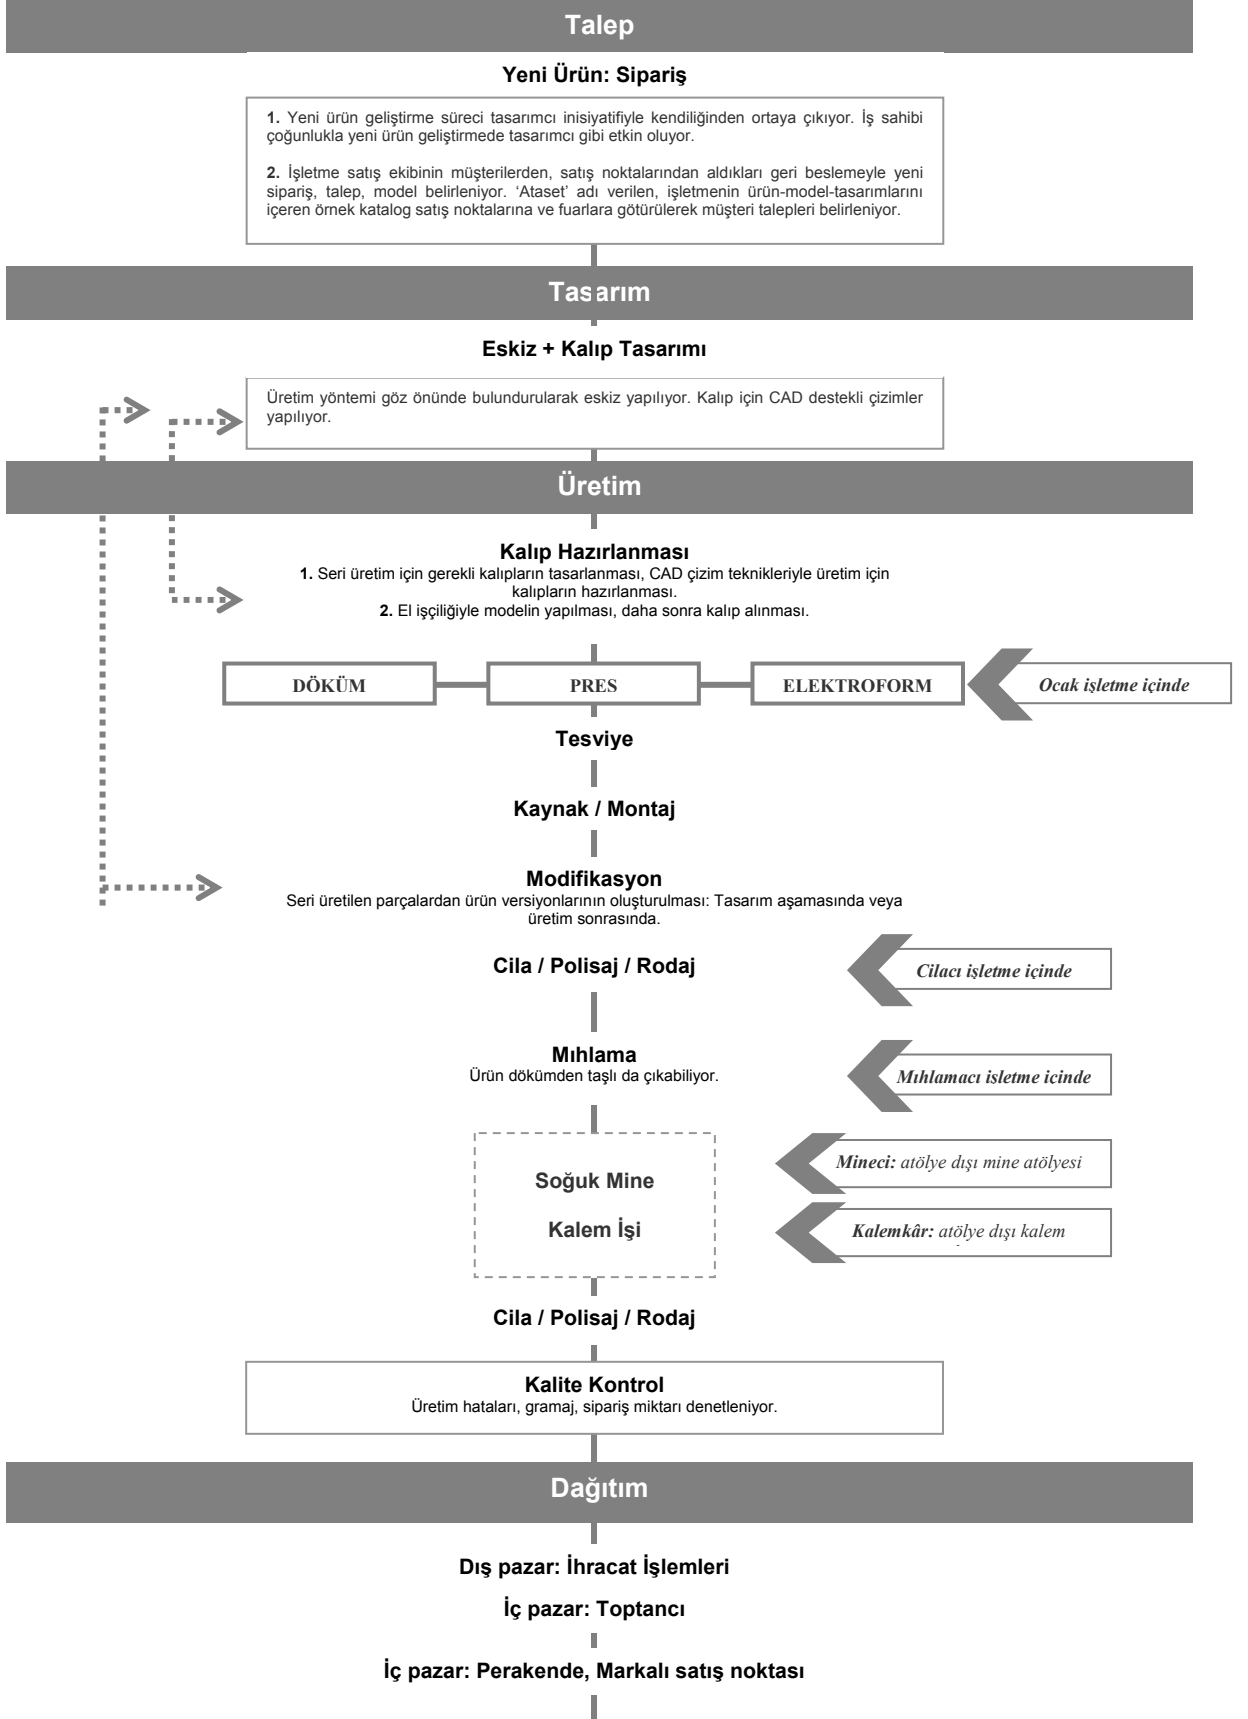 Talep
Yeni Ürün: Sipariş
1. Yeni ürün geliştirme süreci tasarımcı inisiyatifiyle kendiliğinden ortaya çıkıyor. İş sahibi
çoğunlukla yeni ürün geliştirmede tasarımcı gibi etkin oluyor.
2. İşletme satış ekibinin müşterilerden, satış noktalarından aldıkları geri beslemeyle yeni
sipariş, talep, model belirleniyor. ‘Ataset’ adı verilen, işletmenin ürün-model-tasarımlarını
içeren örnek katalog satış noktalarına ve fuarlara götürülerek müşteri talepleri belirleniyor.
Tasarım
Eskiz + Kalıp Tasarımı
Üretim yöntemi göz önünde bulundurularak eskiz yapılıyor. Kalıp için CAD destekli çizimler
yapılıyor.
Üretim
Kalıp Hazırlanması
1. Seri üretim için gerekli kalıpların tasarlanması, CAD çizim teknikleriyle üretim için
kalıpların hazırlanması.
2. El işçiliğiyle modelin yapılması, daha sonra kalıp alınması.
DÖKÜM
PRES
ELEKTROFORM
Ocak işletme içinde
Tesviye
Kaynak / Montaj
Modifikasyon
Seri üretilen parçalardan ürün versiyonlarının oluşturulması: Tasarım aşamasında veya
üretim sonrasında.
Cila / Polisaj / Rodaj
Cilacı işletme içinde
Mıhlama
Ürün dökümden taşlı da çıkabiliyor.
Mıhlamacı işletme içinde
Soğuk Mine
Mineci: atölye dışı mine atölyesi
Kalem İşi
Kalemkâr: atölye dışı kalem
Cila / Polisaj / Rodaj
Kalite Kontrol
Üretim hataları, gramaj, sipariş miktarı denetleniyor.
Dağıtım
Dış pazar: İhracat İşlemleri
İç pazar: Toptancı
İç pazar: Perakende, Markalı satış noktası